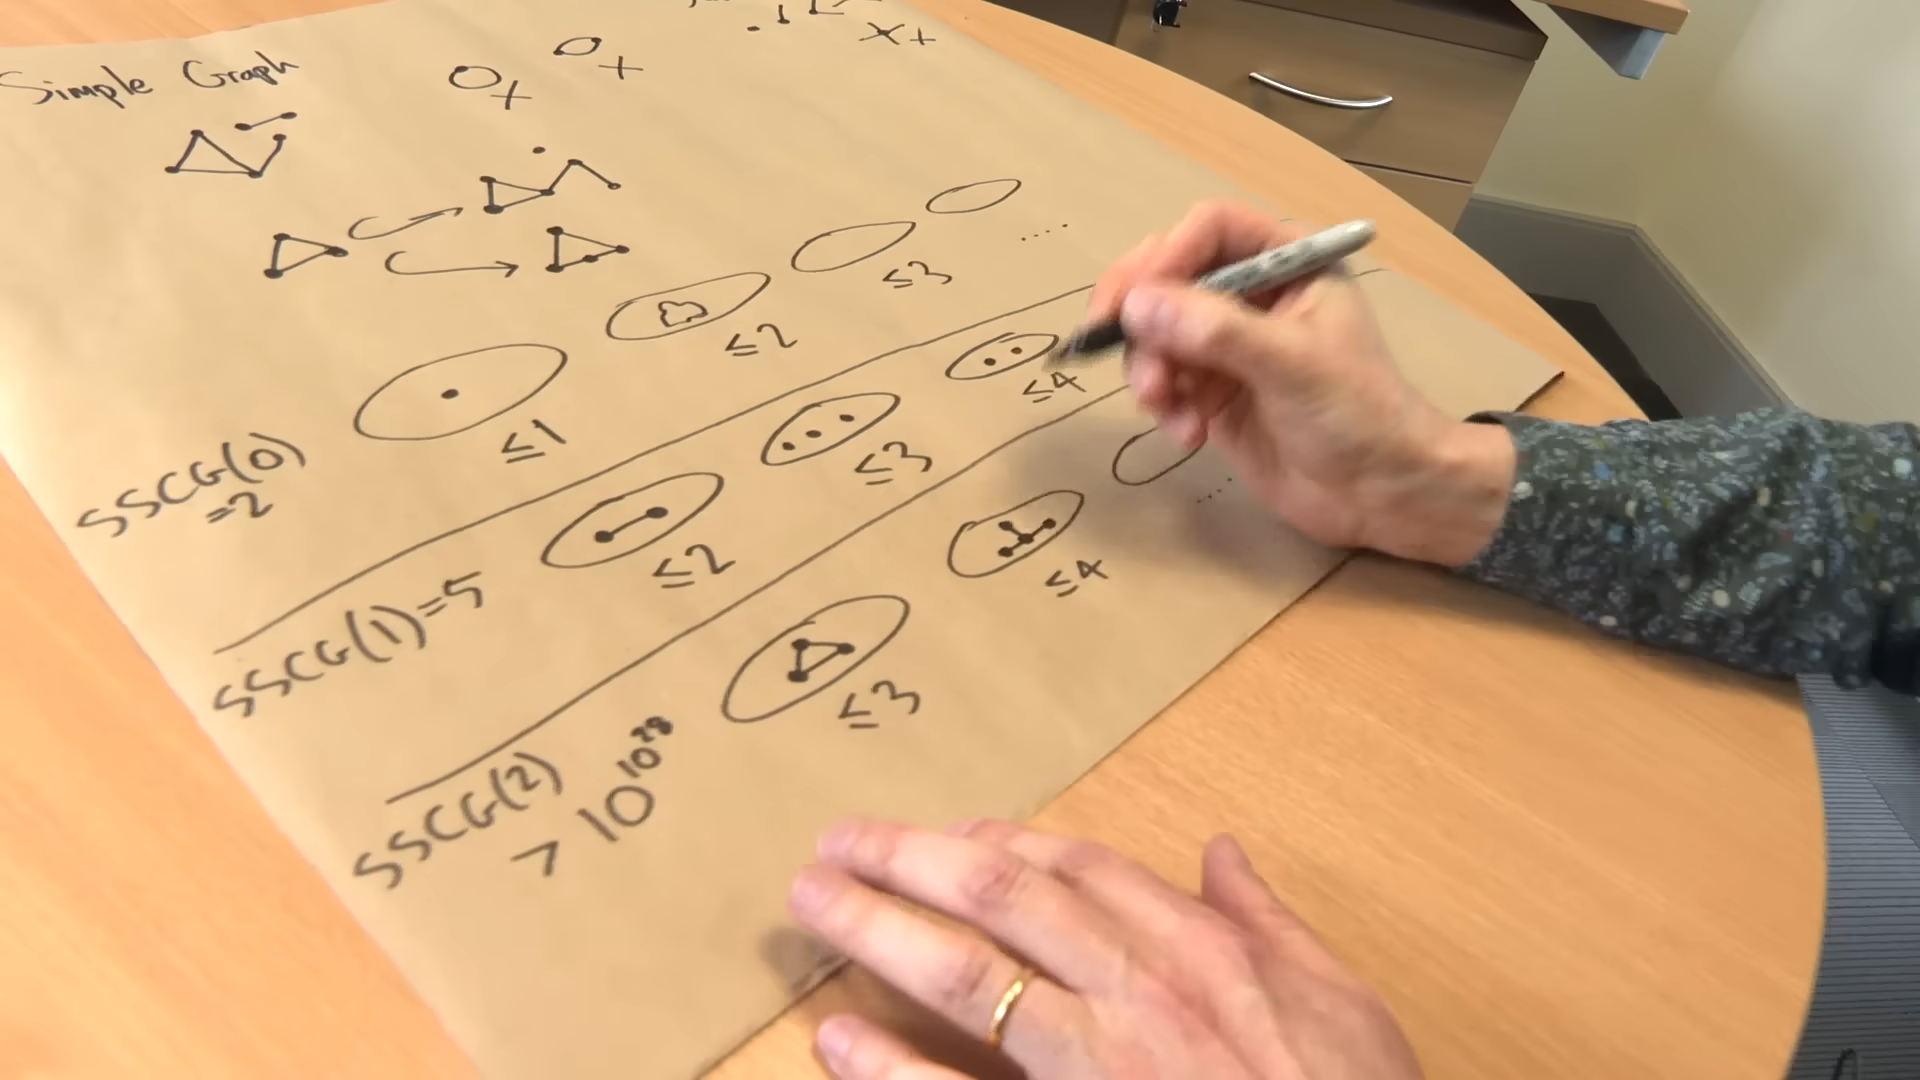 Simple Graph
X+
≤3
≤2
≤1
SSCG(0)
=2
≤4
≤3
≤2
SSCG(1)=5
≤4
≤3
SSCG(2)
> 10^10^28